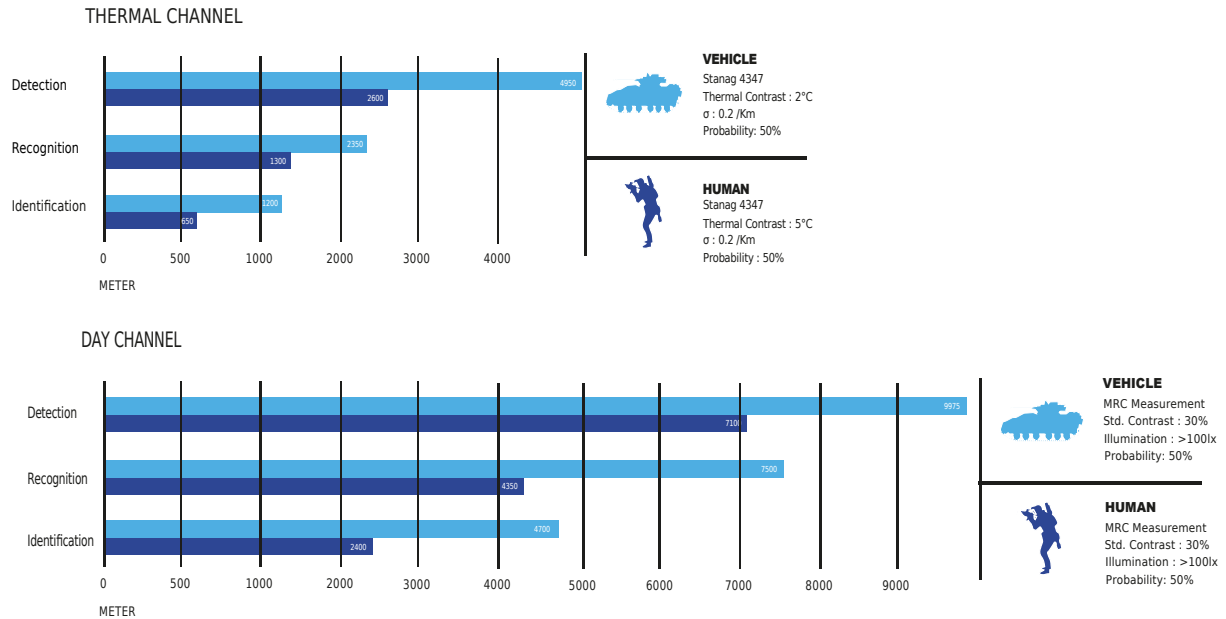 THERMAL CHANNEL
Detection
4950
2600
Recognition
2350
1300
Identification
1200
650
0 500 1000 2000 3000 4000
METER
VEHICLE
Stanag 4347
Thermal Contrast : 2°C
σ : 0.2 /Km
Probability: 50%
HUMAN
Stanag 4347
Thermal Contrast : 5°C
σ : 0.2 /Km
Probability : 50%
DAY CHANNEL
Detection
9975
7100
Recognition
7500
4350
Identification
4700
2400
0 500 1000 2000 3000 4000 5000 6000 7000 8000 9000
METER
VEHICLE
MRC Measurement
Std. Contrast : 30%
Illumination : >100lx
Probability: 50%
HUMAN
MRC Measurement
Std. Contrast : 30%
Illumination : >100lx
Probability: 50%